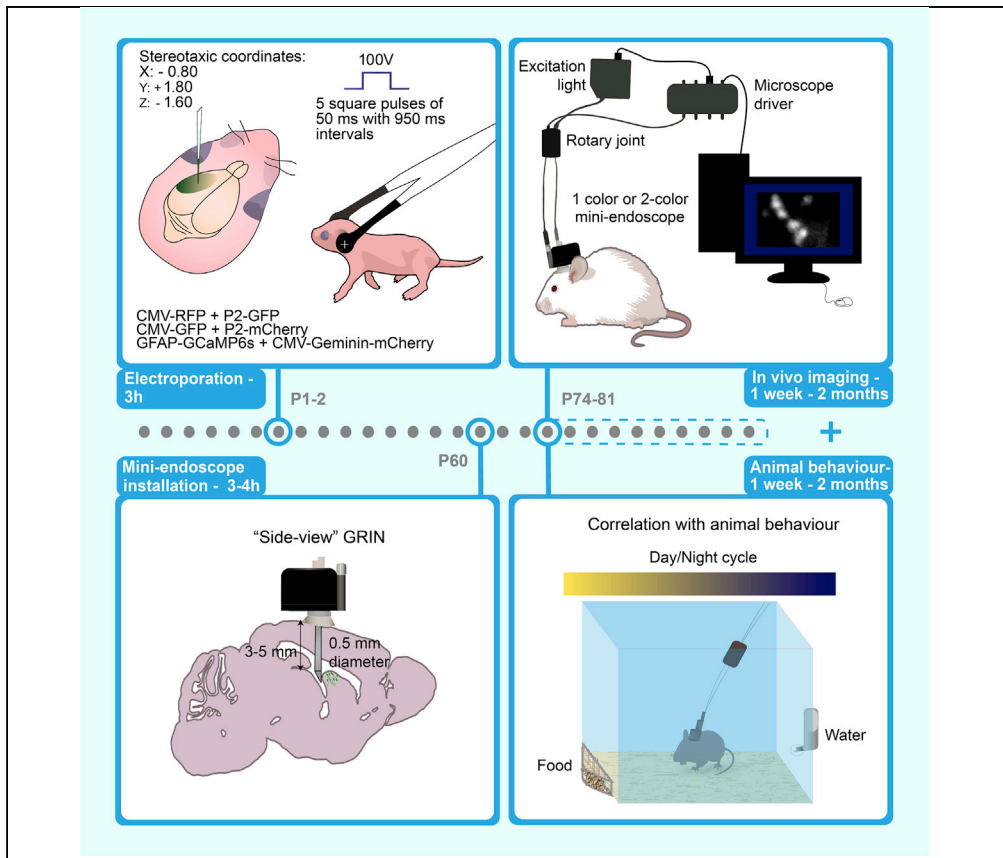 Stereotaxic coordinates:
X: - 0.80
Y: + 1.80
Z: - 1.60
100V
5 square pulses of
50 ms with 950 ms
intervals
CMV-RFP + P2-GFP
CMV-GFP + P2-mCherry
GFAP-GCaMP6s + CMV-Geminin-mCherry
Excitation
light
Microscope
driver
Rotary joint
1 color or 2-color
mini-endoscope
Electroporation -
3h
P1-2
P74-81
In vivo imaging -
1 week - 2 months
+
Mini-endoscope
installation - 3-4h
P60
Animal behaviour-
1 week - 2 months
“Side-view” GRIN
3-5 mm
0.5 mm
diameter
Correlation with animal behaviour
Day/Night cycle
Water
Food